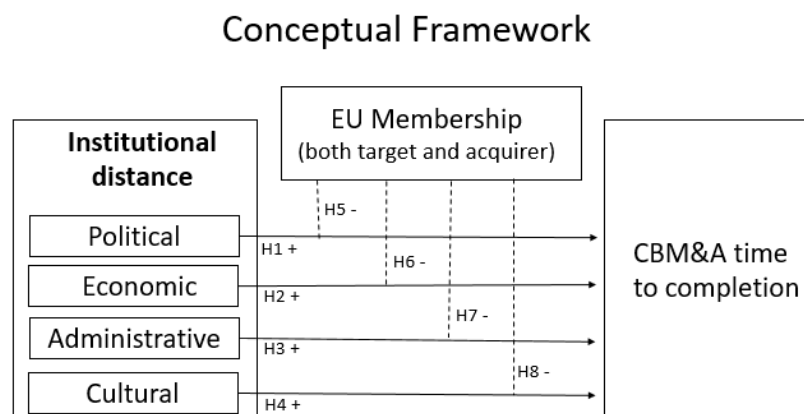 Conceptual Framework
EU Membership
(both target and acquirer)
Institutional
distance
Political
Economic
Administrative
Cultural
H5 -
H1 +
H6 -
H2 +
H7 -
H3 +
H8 -
H4 +
CBM&A time
to completion